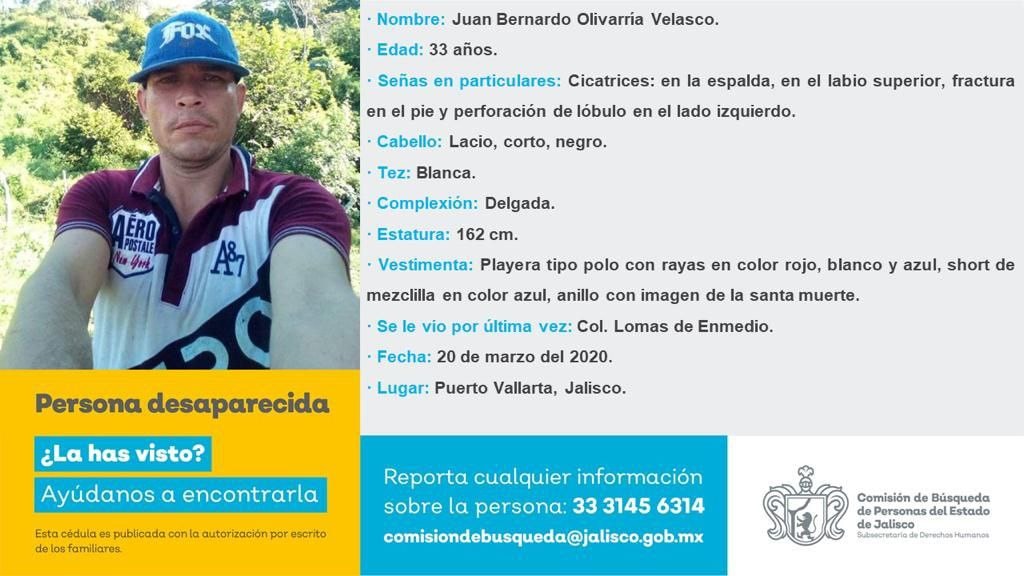 FOX
AÉRO
POSTALE
New York
A87
· Nombre: Juan Bernardo Olivarría Velasco.
· Edad: 33 años.
· Señas en particulares: Cicatrices: en la espalda, en el labio superior, fractura
en el pie y perforación de lóbulo en el lado izquierdo.
· Cabello: Lacio, corto, negro.
· Tez: Blanca.
· Complexión: Delgada.
· Estatura: 162 cm.
· Vestimenta: Playera tipo polo con rayas en color rojo, blanco y azul, short de
mezclilla en color azul, anillo con imagen de la santa muerte.
· Se le vio por última vez: Col. Lomas de Enmedio.
· Fecha: 20 de marzo del 2020.
· Lugar: Puerto Vallarta, Jalisco.
Persona desaparecida
¿La has visto?
Ayúdanos a encontrarla
Esta cédula es publicada con la autorización por escrito
de los familiares.
Reporta cualquier información
sobre la persona: 33 3145 6314
comisiondebusqueda@jalisco.gob.mx
Comisión de Búsqueda
de Personas del Estado
de Jalisco
Subsecretaría de Derechos Humanos